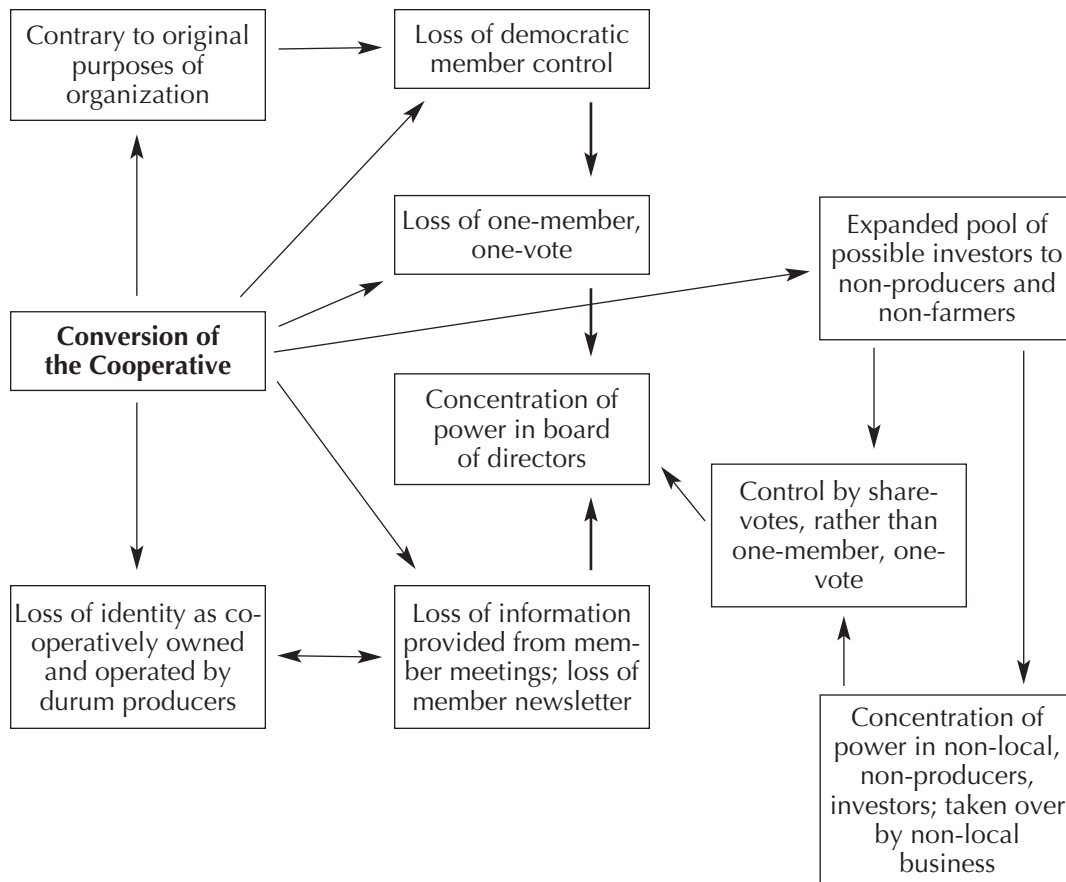 Contrary to original
purposes of
organization
Loss of democratic
member control
Loss of one-member,
one-vote
Expanded pool of
possible investors to
non-producers and
non-farmers
Conversion of
the Cooperative
Concentration of
power in board
of directors
Control by share-
votes, rather than
one-member, one-
vote
Loss of identity as co-
operatively owned
and operated by
durum producers
Loss of information
provided from mem-
ber meetings; loss of
member newsletter
Concentration of
power in non-local,
non-producers,
investors; taken over
by non-local
business